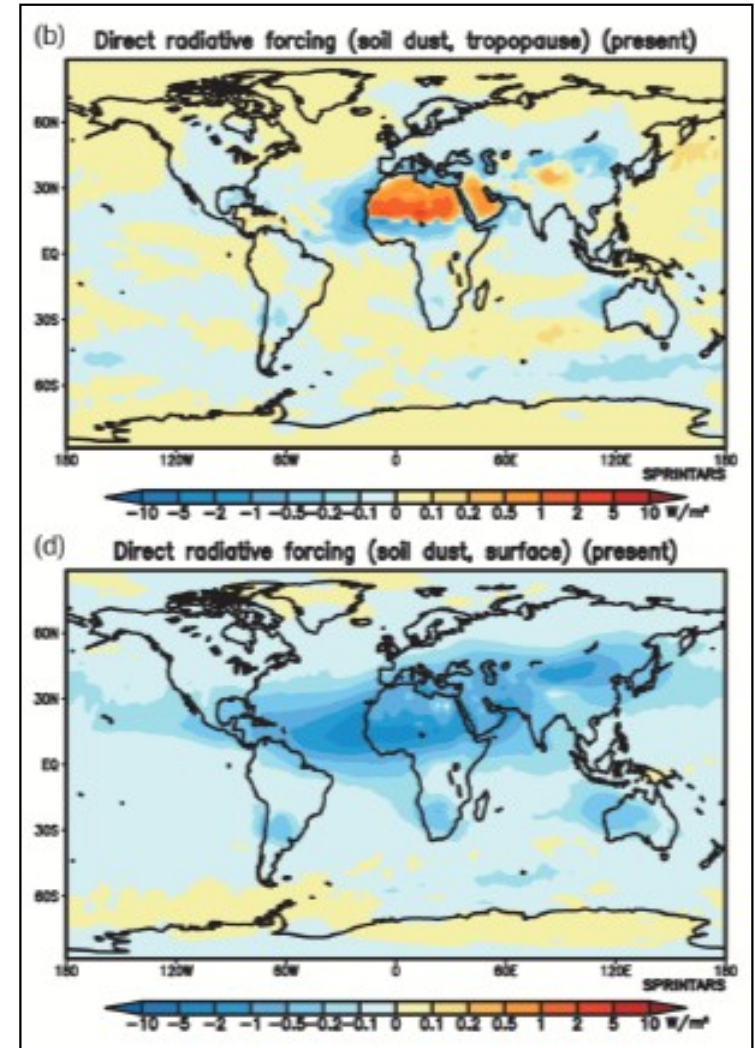 (b) Direct radiative forcing (soil dust, tropopause) (present)
60N
30N
EQ
30S
60S
180 120W 60W 0 60E 120E 180
SPRINTARS
-10 -5 -2 -1 -0.5-0.2-0.1 0 0.1 0.2 0.5 1 2 5 10 W/m²
(d) Direct radiative forcing (soil dust, surface) (present)
60N
30N
EQ
30S
60S
180 120W 60W 0 60E 120E 180
SPRINTARS
-10 -5 -2 -1 -0.5-0.2-0.1 0 0.1 0.2 0.5 1 2 5 10 W/m²